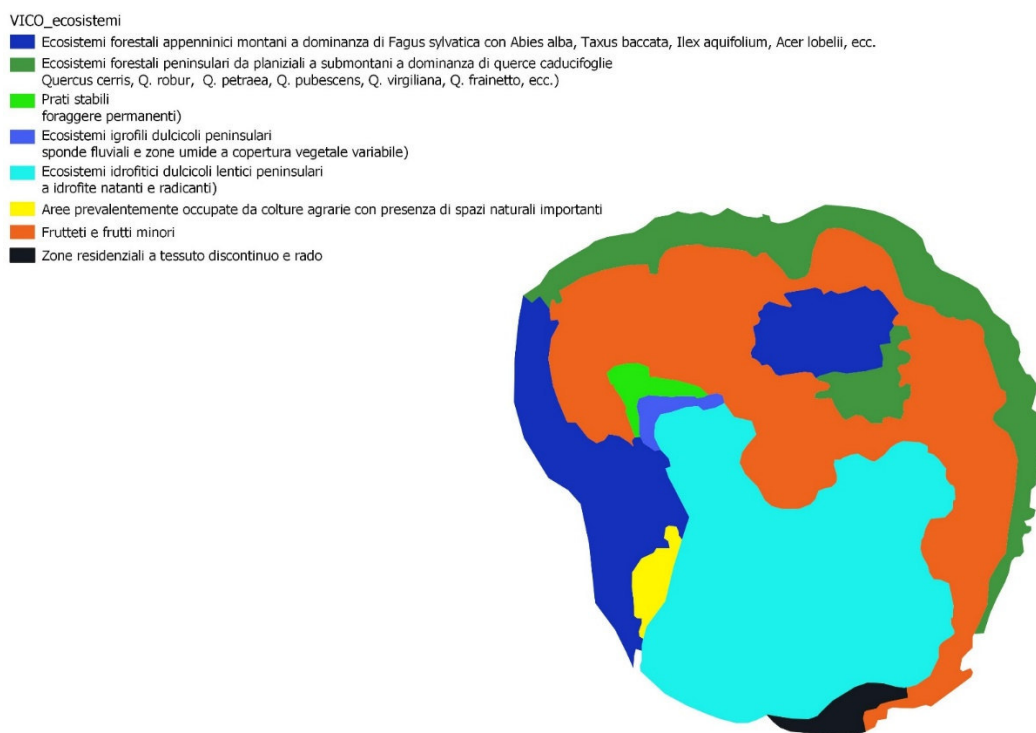 VICO_ecosistemi
Ecosistemi forestali appenninici montani a dominanza di Fagus sylvatica con Abies alba, Taxus baccata, Ilex aquifolium, Acer lobelii, ecc.
Ecosistemi forestali peninsulari da planiziali a submontani a dominanza di querce caducifoglie
Quercus cerris, Q. robur, Q. petraea, Q. pubescens, Q. virgiliana, Q. frainetto, ecc.)
Prati stabili
foraggere permanenti)
Ecosistemi igrofili dulcicoli peninsulari
sponde fluviali e zone umide a copertura vegetale variabile)
Ecosistemi idrofitici dulcicoli lentici peninsulari
a idrofite natanti e radicanti)
Aree prevalentemente occupate da colture agrarie con presenza di spazi naturali importanti
Frutteti e frutti minori
Zone residenziali a tessuto discontinuo e rado